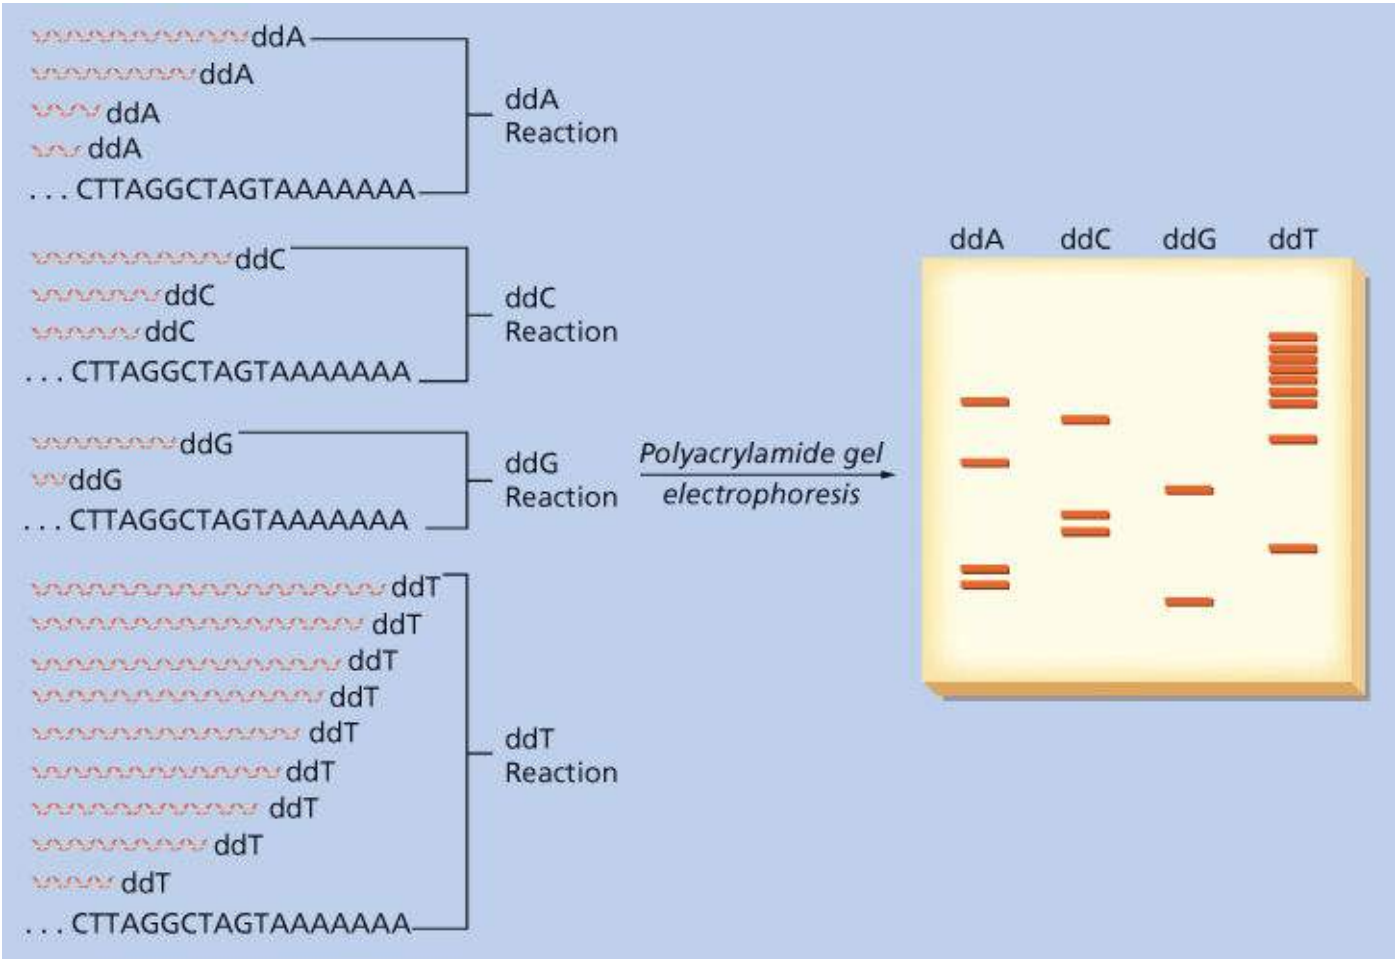 ddA
ddA
ddA
ddA
... CTTAGGCTAGTAAAAAAA
ddA
Reaction
ddC
ddC
ddC
... CTTAGGCTAGTAAAAAAA
ddC
Reaction
ddG
ddG
... CTTAGGCTAGTAAAAAAA
ddG
Reaction
ddT
ddT
ddT
ddT
ddT
ddT
ddT
ddT
ddT
... CTTAGGCTAGTAAAAAAA
ddT
Reaction
Polyacrylamide gel
electrophoresis
ddA ddC ddG ddT